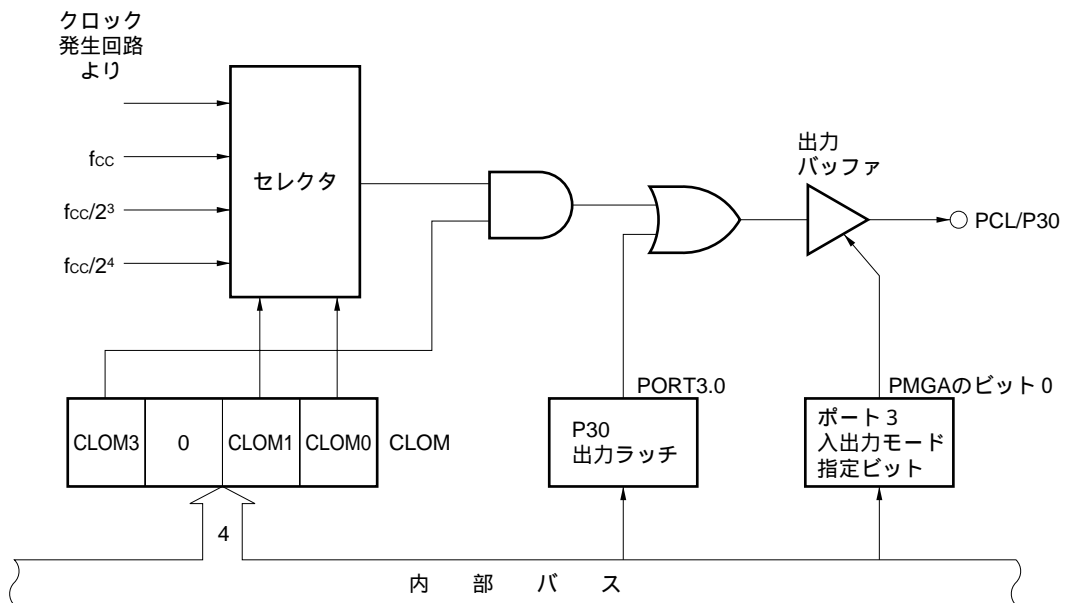 クロック
発生回路
より
fCC
fCC/2³
fCC/2⁴
セレクタ
出力
バッファ
PCL/P30
PORT3.0
PMGAのビット0
CLOM3
0
CLOM1
CLOM0
CLOM
P30
出力ラッチ
ポート3
入出力モード
指定ビット
4
内部バス